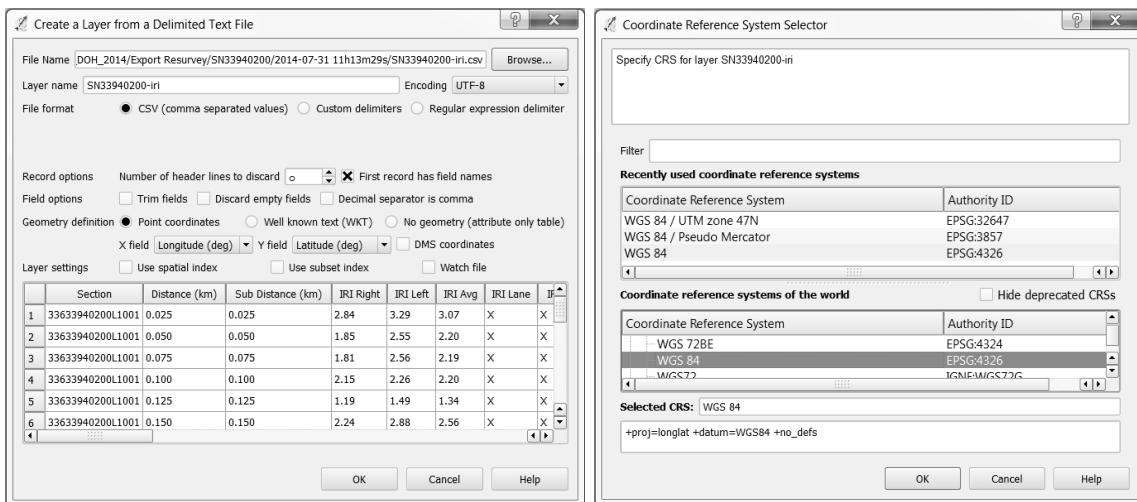 Create a Layer from a Delimited Text File
File Name DOH_2014/Export Resurvey/SN33940200/2014-07-31 11h13m29s/SN33940200-iri.csv Browse...
Layer name SN33940200-iri Encoding UTF-8
File format CSV (comma separated values) Custom delimiters Regular expression delimiter
Record options Number of header lines to discard 0 First record has field names
Field options Trim fields Discard empty fields Decimal separator is comma
Geometry definition Point coordinates Well known text (WKT) No geometry (attribute only table)
X field Longitude (deg) Y field Latitude (deg) DMS coordinates
Layer settings Use spatial index Use subset index Watch file
Section Distance (km) Sub Distance (km) IRI Right IRI Left IRI Avg IRI Lane
1 33633940200L1001 0.025 0.025 2.84 3.29 3.07 X X
2 33633940200L1001 0.050 0.050 1.85 2.55 2.20 X X
3 33633940200L1001 0.075 0.075 1.81 2.56 2.19 X X
4 33633940200L1001 0.100 0.100 2.15 2.26 2.20 X X
5 33633940200L1001 0.125 0.125 1.19 1.49 1.34 X X
6 33633940200L1001 0.150 0.150 2.24 2.88 2.56 X X
OK Cancel Help
Coordinate Reference System Selector
Specify CRS for layer SN33940200-iri
Filter
Recently used coordinate reference systems
Coordinate Reference System Authority ID
WGS 84 / UTM zone 47N EPSG:32647
WGS 84 / Pseudo Mercator EPSG:3857
WGS 84 EPSG:4326
Coordinate reference systems of the world Hide deprecated CRSs
Coordinate Reference System Authority ID
WGS 72BE EPSG:4324
WGS 84 EPSG:4326
WGS72 IGNF:WGS72G
Selected CRS: WGS 84
+proj=longlat +datum=WGS84 +no_defs
OK Cancel Help